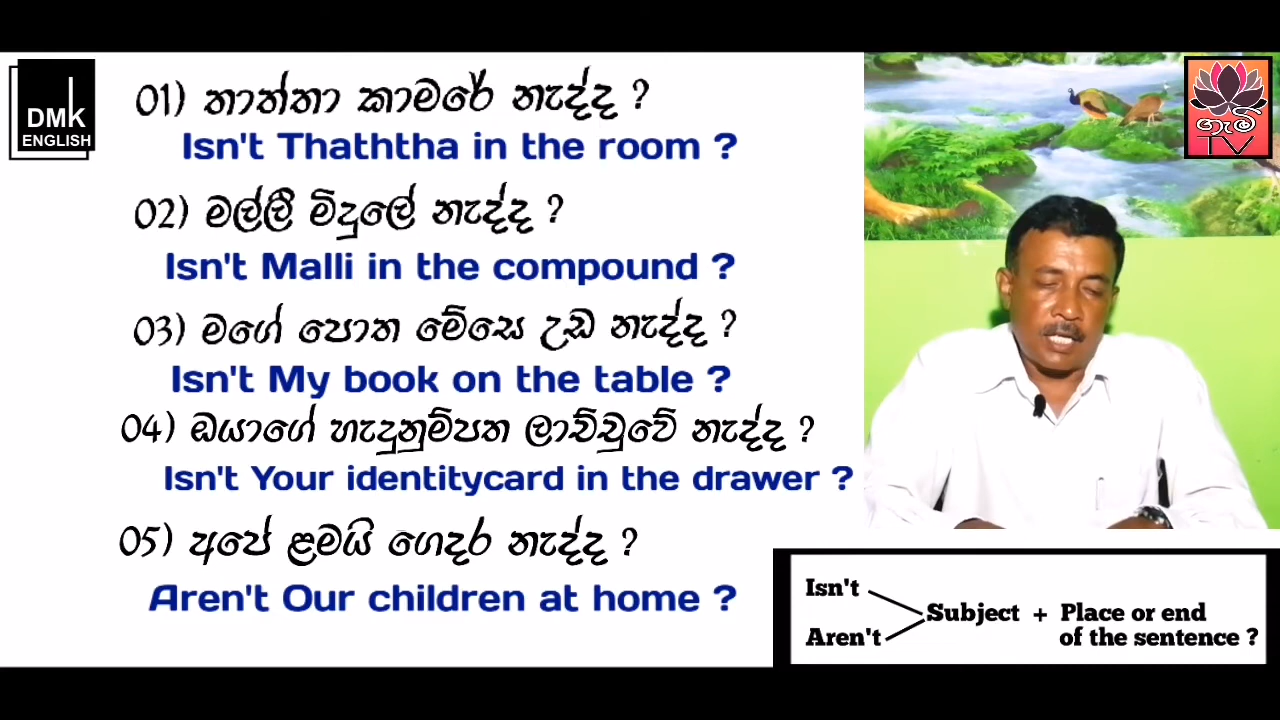 DMK
ENGLISH
01) තාත්තා කාමරේ නැද්ද ?
Isn't Thaththa in the room ?
02) මල්ලී මිදුලේ නැද්ද ?
Isn't Malli in the compound ?
03) මගේ පොත මේසෙ උඩ නැද්ද ?
Isn't My book on the table ?
04) ඔයාගේ හැදුනුම්පත ලාච්චුවේ නැද්ද ?
Isn't Your identitycard in the drawer ?
05) අපේ ළමයි ගෙදර නැද්ද ?
Aren't Our children at home ?
ගැමි
TV
Isn't
Aren't
Subject + Place or end
of the sentence ?